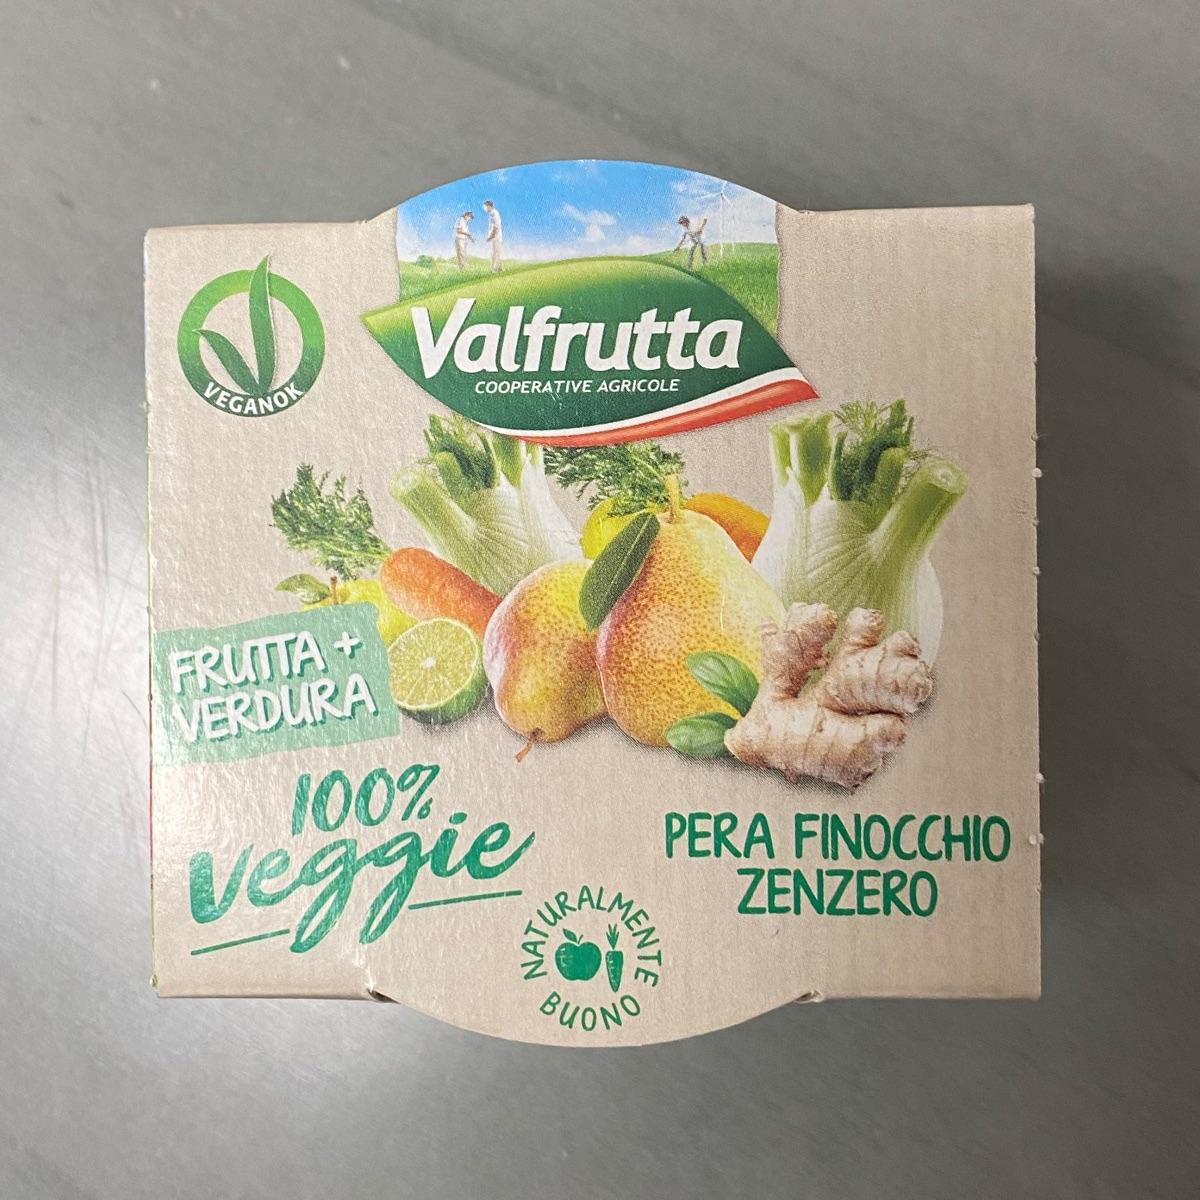 Valfrutta
COOPERATIVE AGRICOLE
VEGANOK
FRUTTA +
VERDURA
100%
veggie
PERA FINOCCHIO
ZENZERO
NATURALMENTE
BUONO